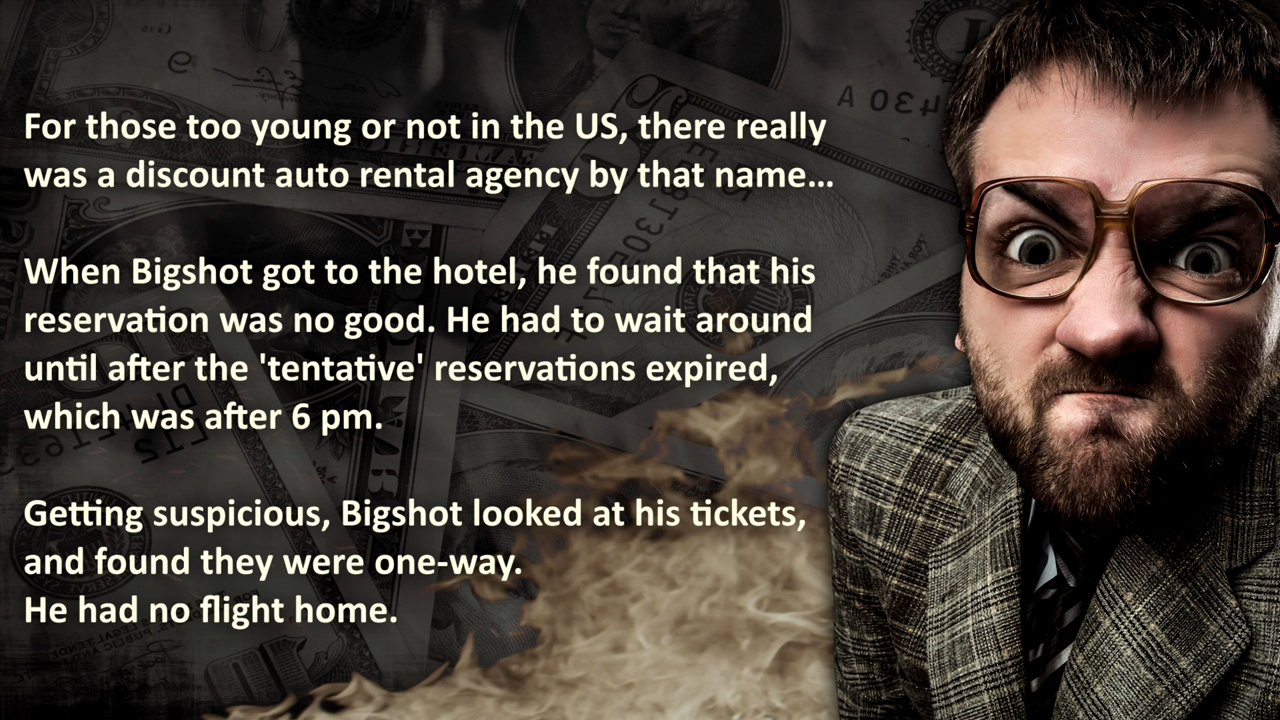 For those too young or not in the US, there really
was a discount auto rental agency by that name...
When Bigshot got to the hotel, he found that his
reservation was no good. He had to wait around
until after the 'tentative' reservations expired,
which was after 6 pm.
Getting suspicious, Bigshot looked at his tickets,
and found they were one-way.
He had no flight home.